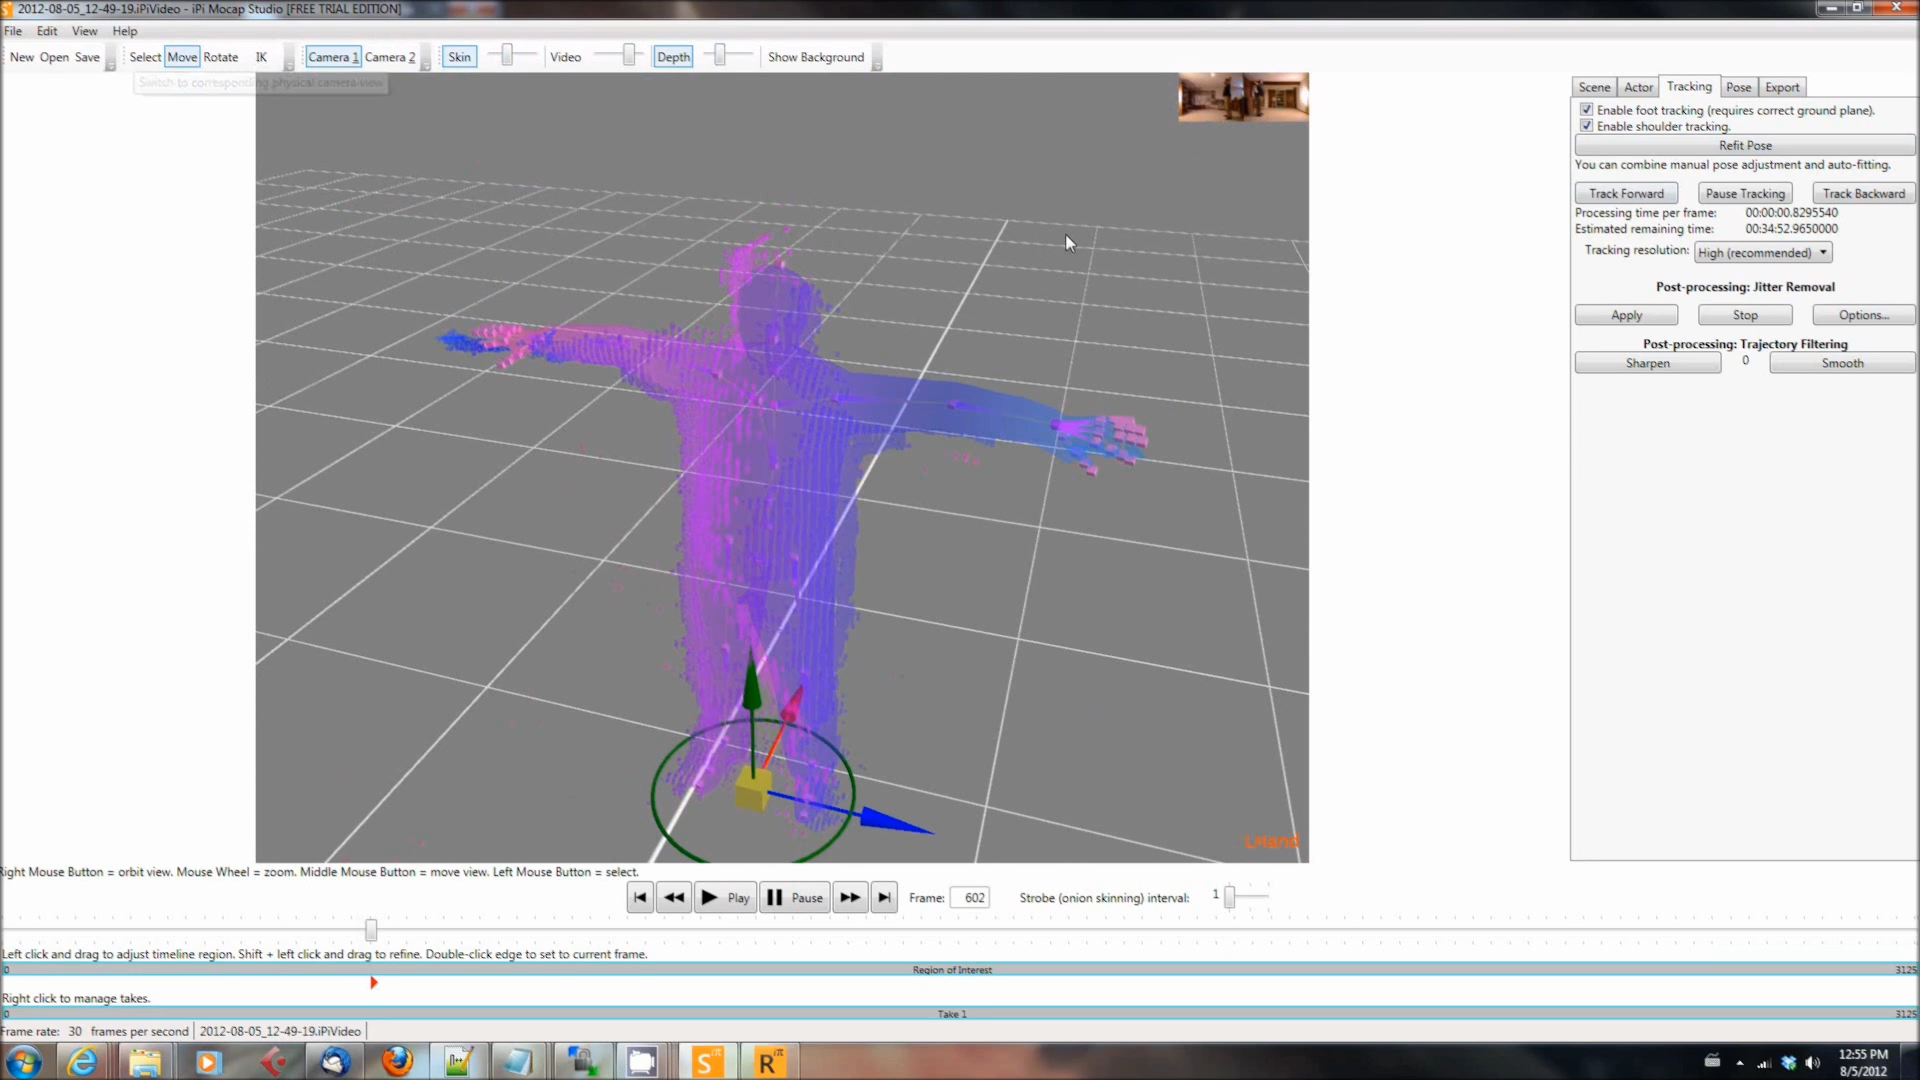 2012-08-05_12-49-19.iPiVideo - iPi Mocap Studio [FREE TRIAL EDITION]
File Edit View Help
New Open Save Select Move Rotate IK Camera 1 Camera 2 Skin Video Depth Show Background
Switch to corresponding physical camera view
Scene Actor Tracking Pose Export
Enable foot tracking (requires correct ground plane).
Enable shoulder tracking.
Refit Pose
You can combine manual pose adjustment and auto-fitting.
Track Forward Pause Tracking Track Backward
Processing time per frame: 00:00:00.8295540
Estimated remaining time: 00:34:52.9650000
Tracking resolution: High (recommended)
Post-processing: Jitter Removal
Apply Stop Options...
Post-processing: Trajectory Filtering
Sharpen 0 Smooth
Right Mouse Button = orbit view. Mouse Wheel = zoom. Middle Mouse Button = move view. Left Mouse Button = select.
Play Pause Frame: 602 Strobe (onion skinning) interval: 1
Left click and drag to adjust timeline region. Shift + left click and drag to refine. Double-click edge to set to current frame.
0 Region of Interest 3125
Right click to manage takes.
0 Take 1 3125
Frame rate: 30 frames per second 2012-08-05_12-49-19.iPiVideo
12:55 PM
8/5/2012